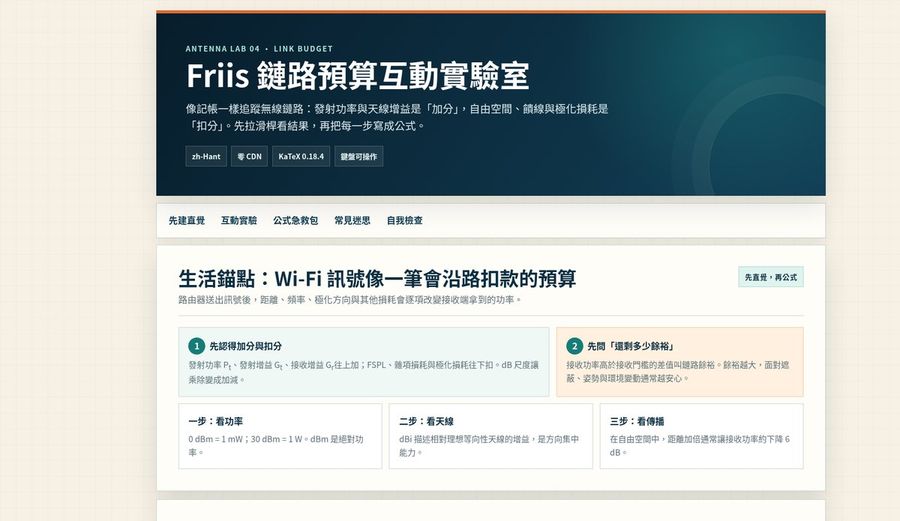 ANTENNA LAB 04 • LINK BUDGET
Friis 鏈路預算互動實驗室
像記帳一樣追蹤無線鏈路：發射功率與天線增益是「加分」，自由空間、饋線與極化損耗是
「扣分」。先拉滑桿看結果，再把每一步寫成公式。
zh-Hant 零 CDN KaTeX 0.18.4 鍵盤可操作
先建直覺 互動實驗 公式急救包 常見迷思 自我檢查
生活錨點：Wi-Fi 訊號像一筆會沿路扣款的預算
先直覺，再公式
路由器送出訊號後，距離、頻率、極化方向與其他損耗會逐項改變接收端拿到的功率。
1 先認得加分與扣分
發射功率 Pt、發射增益 Gt、接收增益 Gr往上加；FSPL、雜項損耗與極化損耗往下扣。dB 尺度讓
乘除變成加減。
2 先問「還剩多少餘裕」
接收功率高於接收門檻的差值叫鏈路餘裕。餘裕越大，面對遮
蔽、姿勢與環境變動通常越安心。
一步：看功率
0 dBm = 1 mW；30 dBm = 1 W。dBm 是絕對功
率。
二步：看天線
dBi 描述相對理想等向性天線的增益，是方向集中
能力。
三步：看傳播
在自由空間中，距離加倍通常讓接收功率約下降 6
dB。